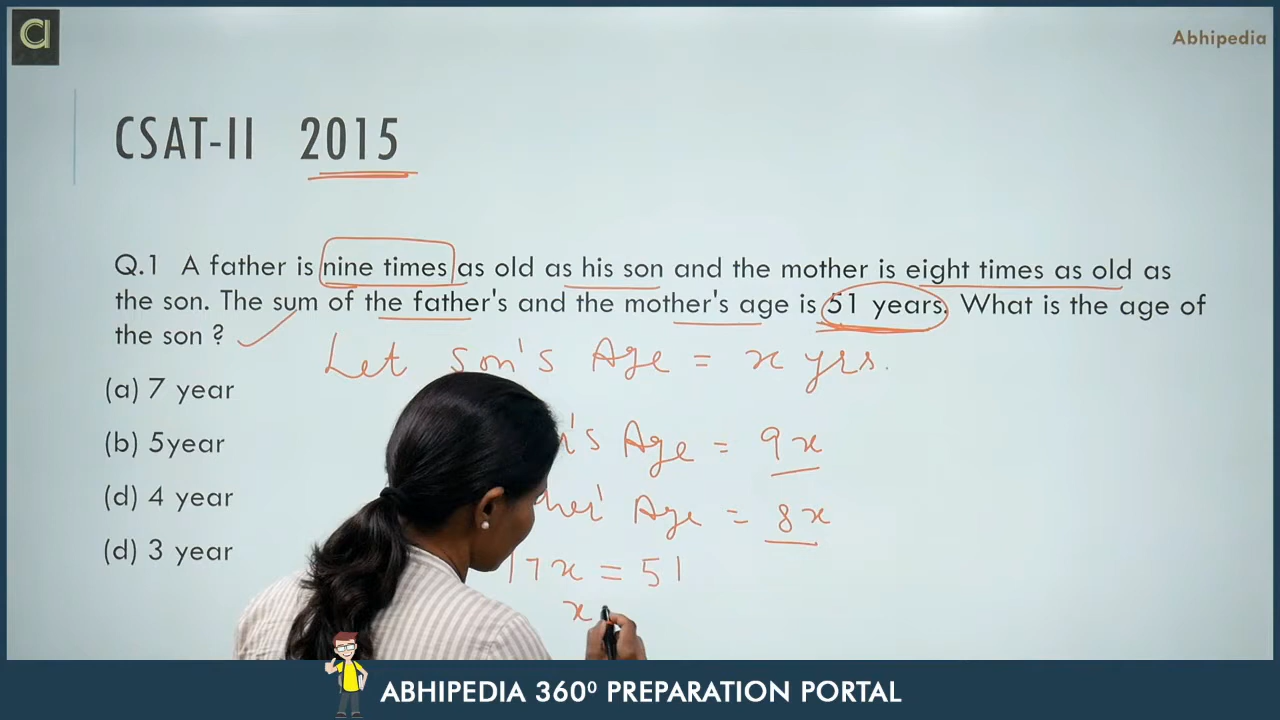 Abhipedia
CSAT-II 2015
Q.1 A father is nine times as old as his son and the mother is eight times as old as
the son. The sum of the father's and the mother's age is 51 years. What is the age of
the son ?
Let son's Age = x yrs.
(a) 7 year
's Age = 9x
(b) 5year
(d) 4 year
her' Age = 8x
(d) 3 year
17x = 51
x
ABHIPEDIA 360⁰ PREPARATION PORTAL